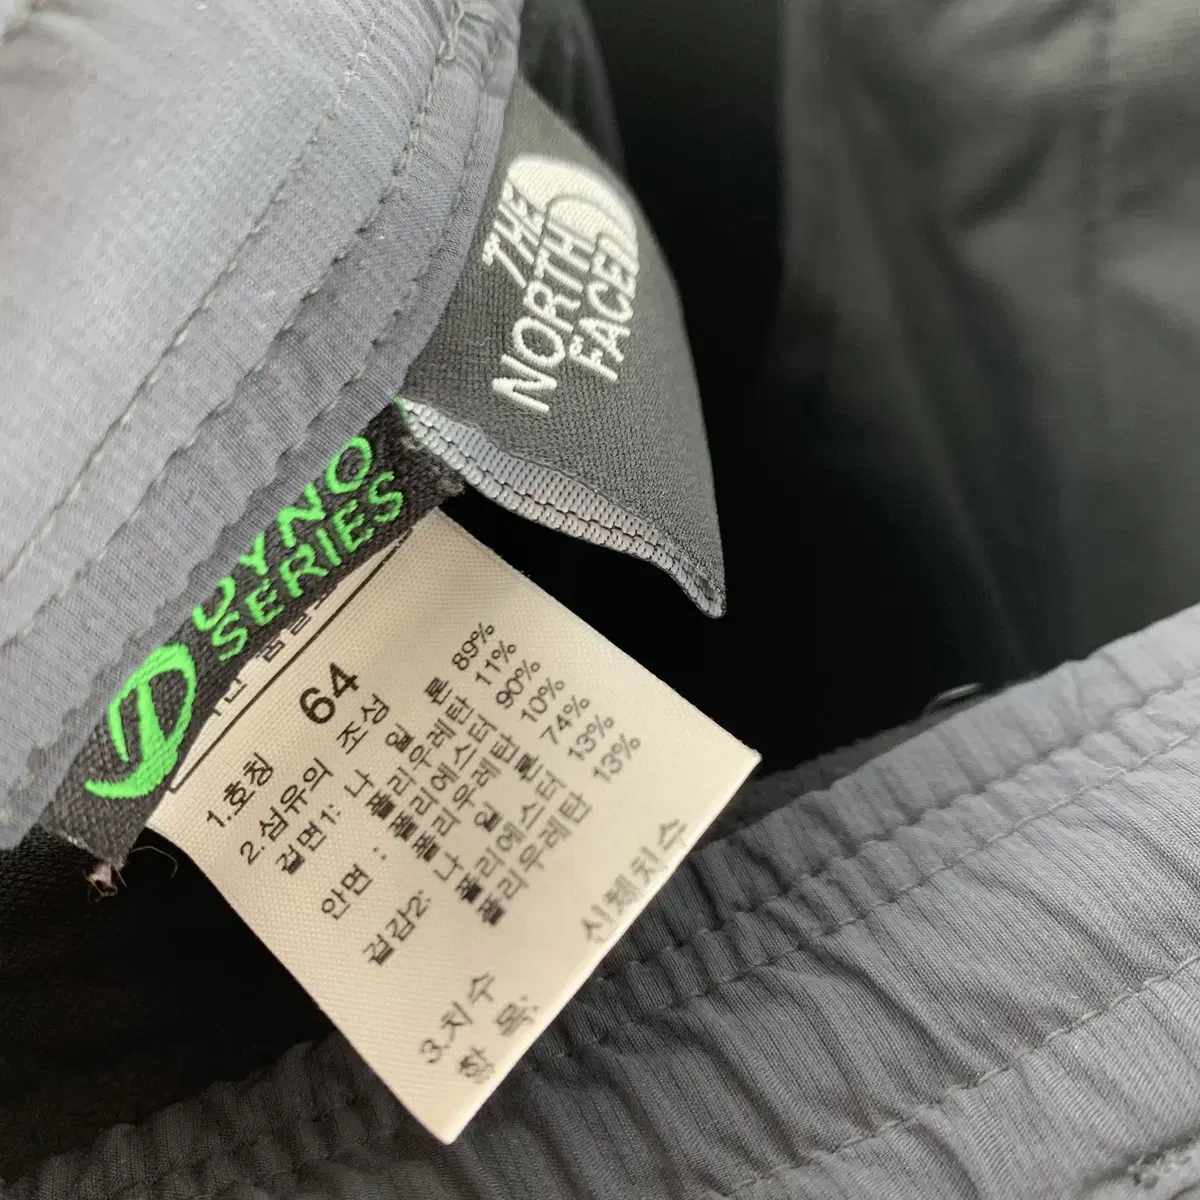 THE
NORTH
FACE
DYNO
SERIES
1.호칭 64
2.섬유의 조성
겉면1: 나 일 론 89%
폴리우레탄 11%
안면 : 폴리에스터 90%
폴리우레탄 10%
겉감2: 나 일 론 74%
폴리에스터 13%
폴리우레탄 13%
3.치수 신체치수
항 목: